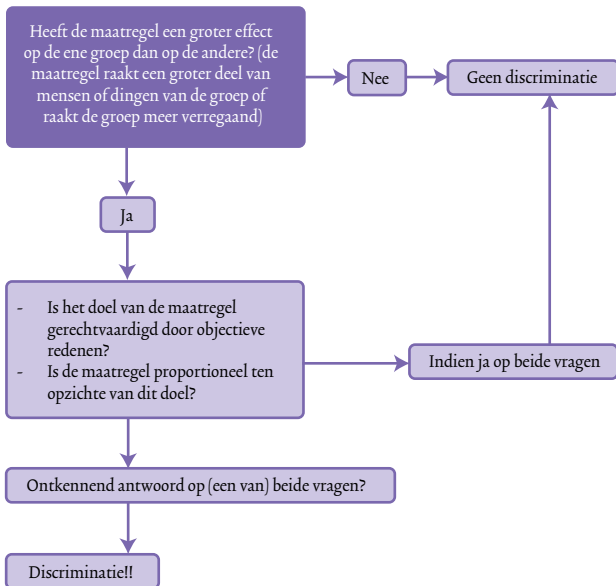 Heeft de maatregel een groter effect
op de ene groep dan op de andere? (de
maatregel raakt een groter deel van
mensen of dingen van de groep of
raakt de groep meer verregaand)
Nee
Geen discriminatie
Ja
- Is het doel van de maatregel
gerechtvaardigd door objectieve
redenen?
- Is de maatregel proportioneel ten
opzichte van dit doel?
Indien ja op beide vragen
Ontkennend antwoord op (een van) beide vragen?
Discriminatie!!